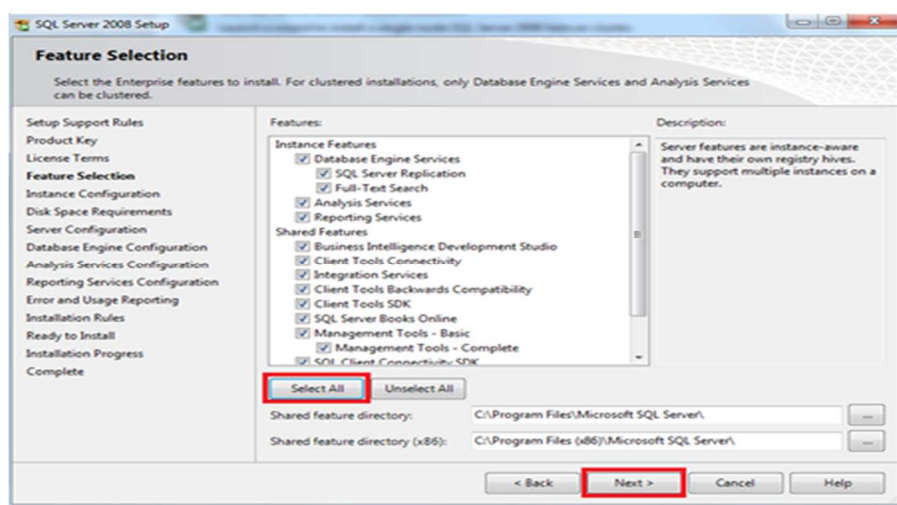 SQL Server 2008 Setup
Feature Selection
Select the Enterprise features to install. For clustered installations, only Database Engine Services and Analysis Services
can be clustered.
Setup Support Rules
Product Key
License Terms
Feature Selection
Instance Configuration
Disk Space Requirements
Server Configuration
Database Engine Configuration
Analysis Services Configuration
Reporting Services Configuration
Error and Usage Reporting
Installation Rules
Ready to Install
Installation Progress
Complete
Features:
Instance Features
Database Engine Services
SQL Server Replication
Full-Text Search
Analysis Services
Reporting Services
Shared Features
Business Intelligence Development Studio
Client Tools Connectivity
Integration Services
Client Tools Backwards Compatibility
Client Tools SDK
SQL Server Books Online
Management Tools - Basic
Management Tools - Complete
SQL Client Connectivity SDK
Description:
Server features are instance-aware
and have their own registry hives.
They support multiple instances on a
computer.
Select All
Unselect All
Shared feature directory:
C:\Program Files\Microsoft SQL Server\
...
Shared feature directory (x86):
C:\Program Files (x86)\Microsoft SQL Server\
...
< Back
Next >
Cancel
Help